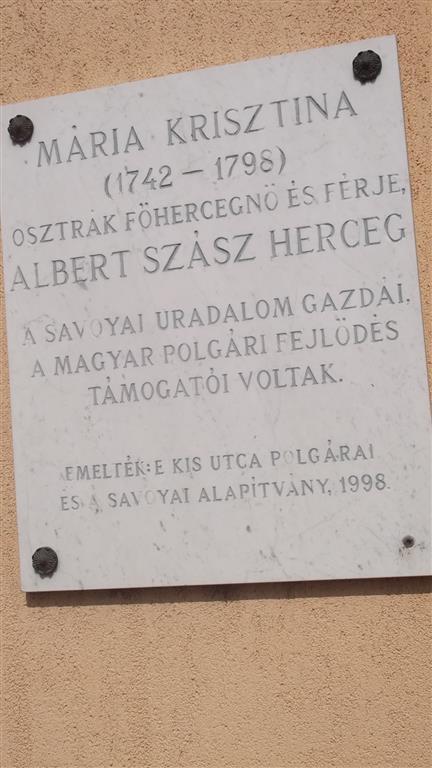 MÁRIA KRISZTINA
(1742 – 1798)
OSZTRÁK FŐHERCEGNŐ ÉS FÉRJE,
ALBERT SZÁSZ HERCEG
A SAVOYAI URADALOM GAZDÁI,
A MAGYAR POLGÁRI FEJLŐDÉS
TÁMOGATÓI VOLTAK.
EMELTÉK: E KIS UTCA POLGÁRAI
ÉS A SAVOYAI ALAPÍTVÁNY, 1998.